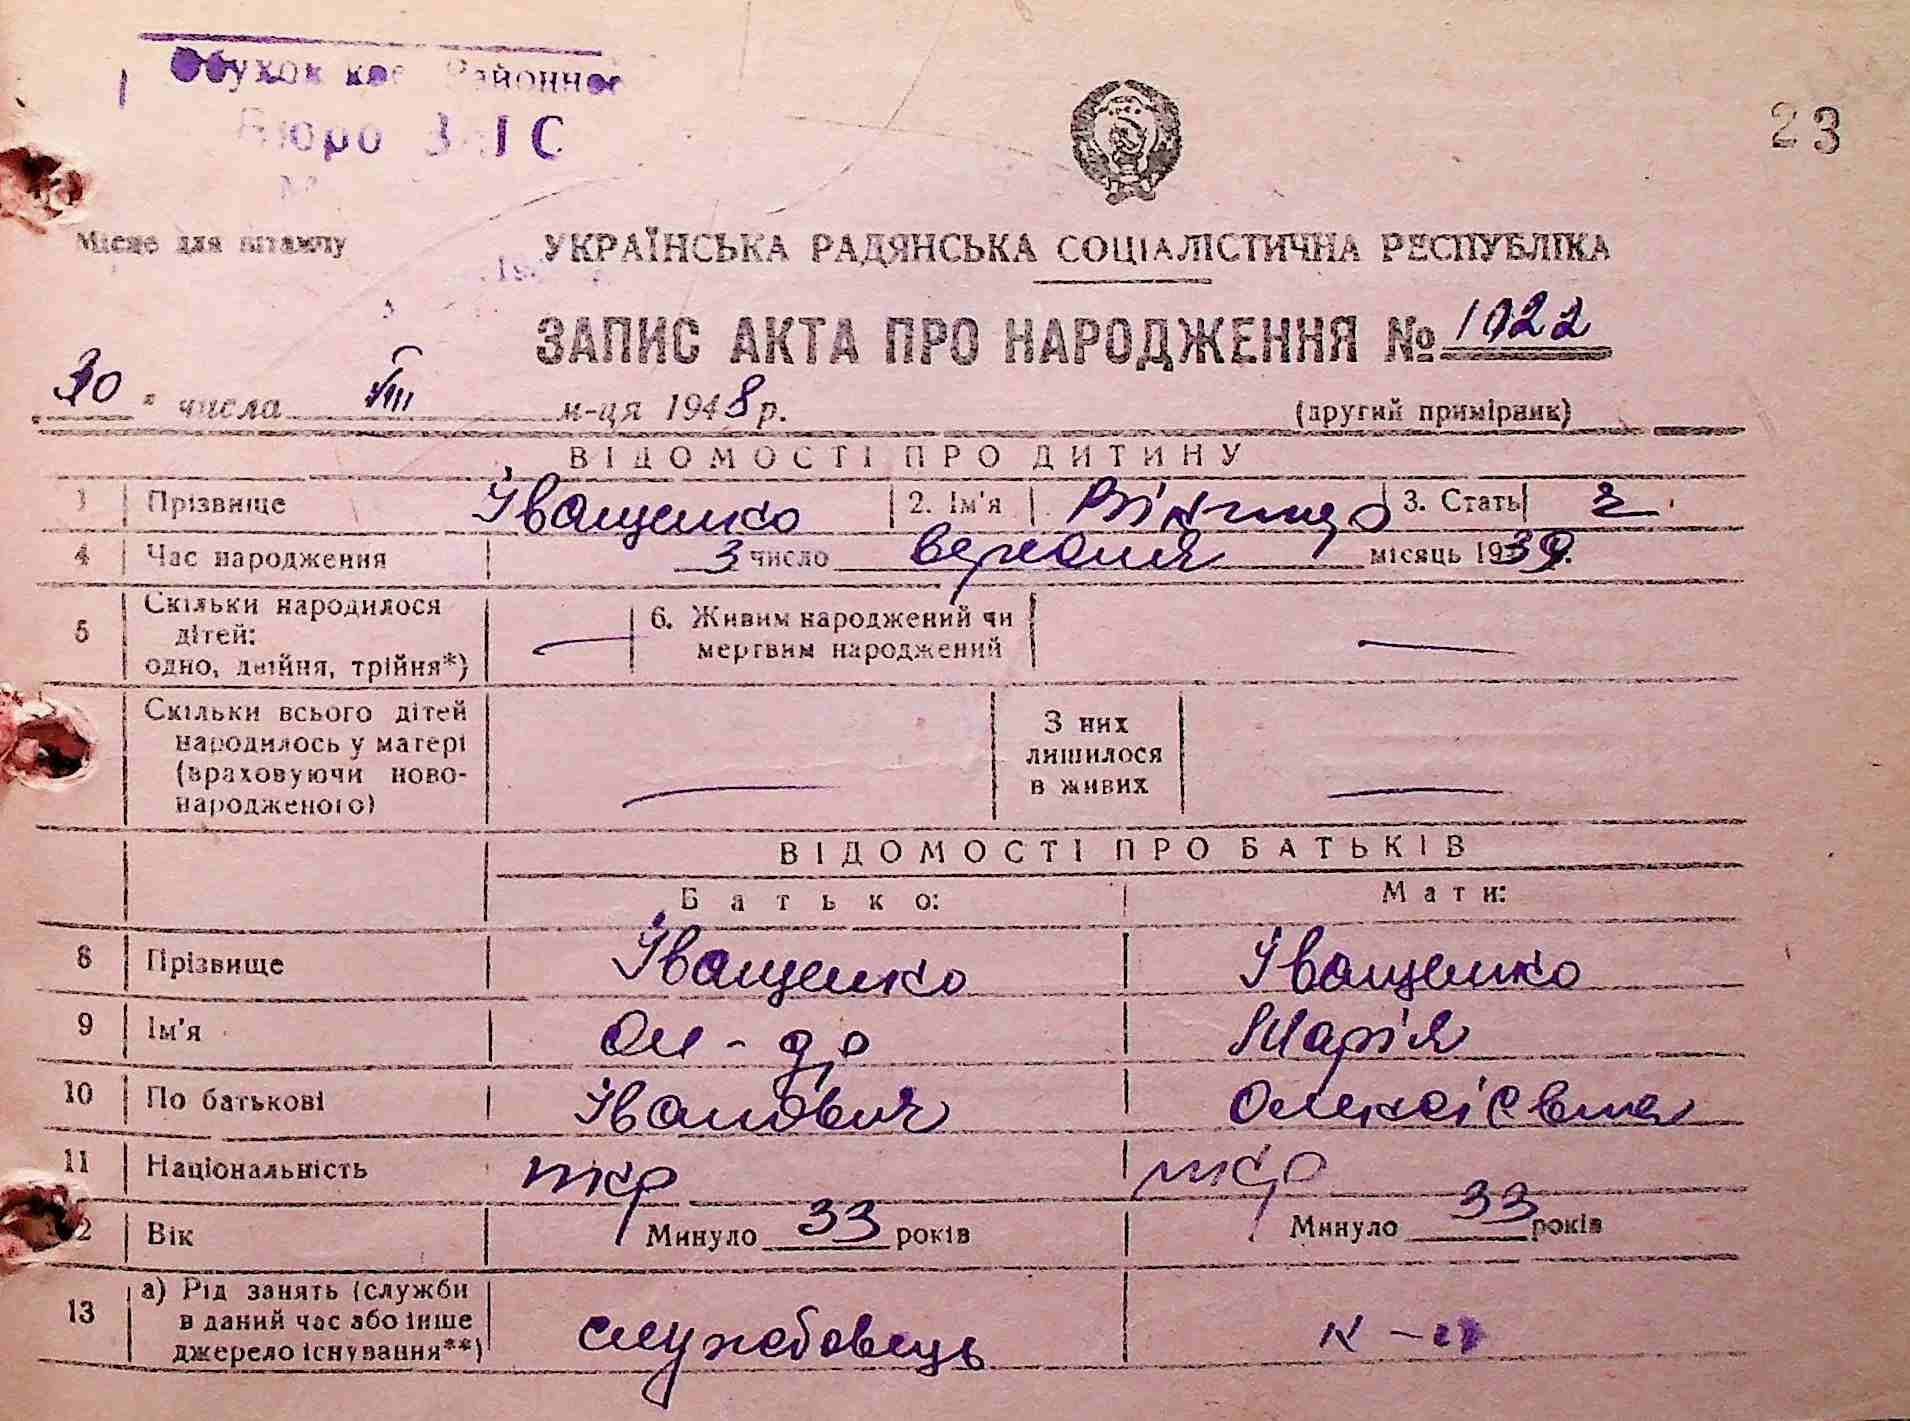 Обухов кое Районное
Бюро ЗАГС
23
Місце для штампу
УКРАЇНСЬКА РАДЯНСЬКА СОЦІАЛІСТИЧНА РЕСПУБЛІКА
ЗАПИС АКТА ПРО НАРОДЖЕННЯ № 1022
30 " числа VIII м-ця 1948 р. (другий примірник)
ВІДОМОСТІ ПРО ДИТИНУ
1 Прізвище Іващенко 2. Ім'я Віктор 3. Стать ч
4 Час народження 3 число вересня місяць 1939.
5 Скільки народилося дітей: одно, двійня, трійня*) — 6. Живим народжений чи мертвим народжений —
Скільки всього дітей народилось у матері (враховуючи новонародженого) — З них лишилося в живих —
ВІДОМОСТІ ПРО БАТЬКІВ
Батько: Мати:
8 Прізвище Іващенко Іващенко
9 Ім'я Ол-др Марія
10 По батькові Іванович Олексієвна
11 Національність укр укр
12 Вік Минуло 33 років Минуло 33 років
13 а) Рід занять (служби в даний час або інше джерело існування**) службовець к-ця